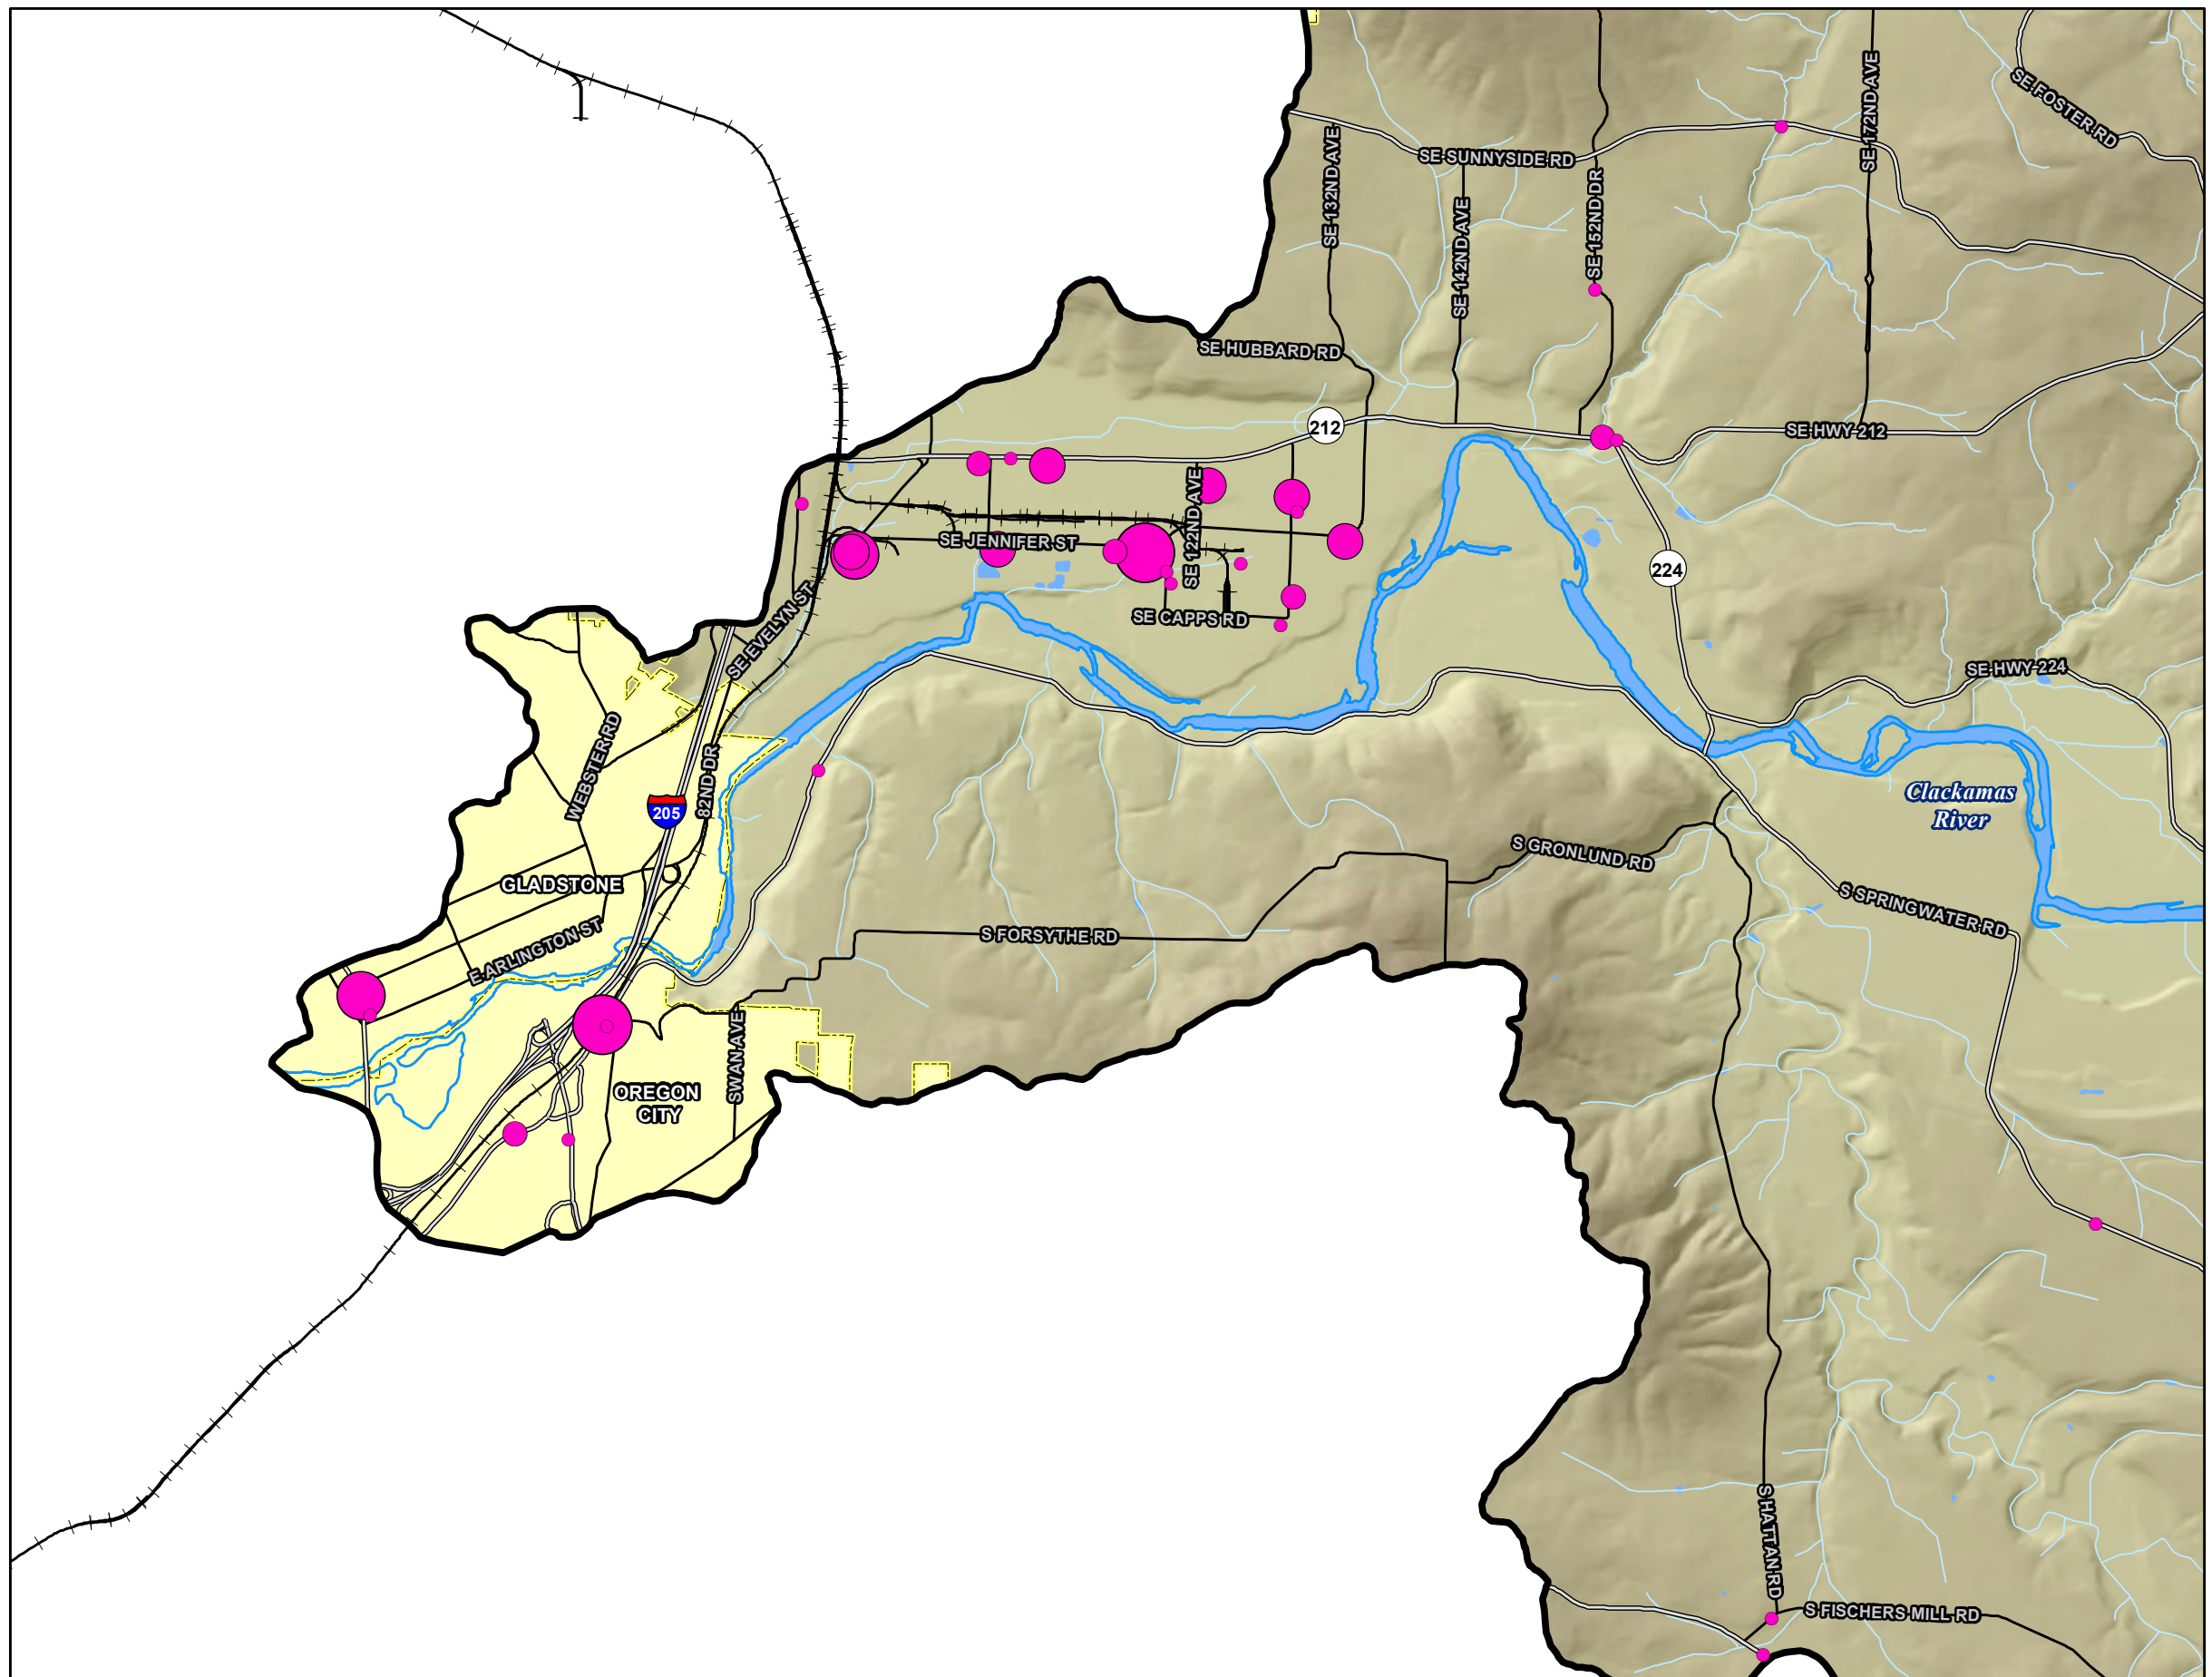 SE FOSTER RD
SE 172ND AVE
SE SUNNYSIDE RD
SE 132ND AVE
SE 152ND DR
SE 142ND AVE
SE HUBBARD RD
212
SE HWY 212
SE 122ND AVE
SE JENNIFER ST
224
SE CAPPS RD
SE EVELYN ST
SE HWY 224
WEBSTER RD
82ND DR
205
Clackamas
River
S GRONLUND RD
GLADSTONE
S SPRINGWATER RD
E ARLINGTON ST
S FORSYTHE RD
SWAN AVE
OREGON
CITY
S HATTAN RD
S FISCHERS MILL RD